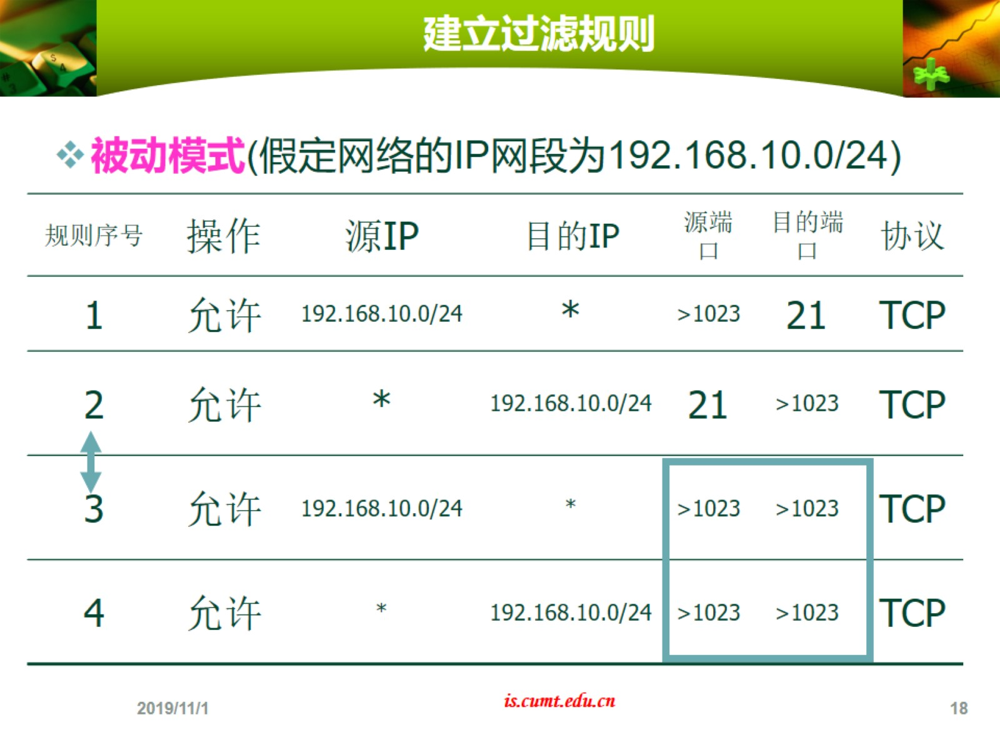 建立过滤规则
被动模式(假定网络的IP网段为192.168.10.0/24)
规则序号 操作 源IP 目的IP 源端口 目的端口 协议
1 允许 192.168.10.0/24 * >1023 21 TCP
2 允许 * 192.168.10.0/24 21 >1023 TCP
3 允许 192.168.10.0/24 * >1023 >1023 TCP
4 允许 * 192.168.10.0/24 >1023 >1023 TCP
2019/11/1 is.cumt.edu.cn 18